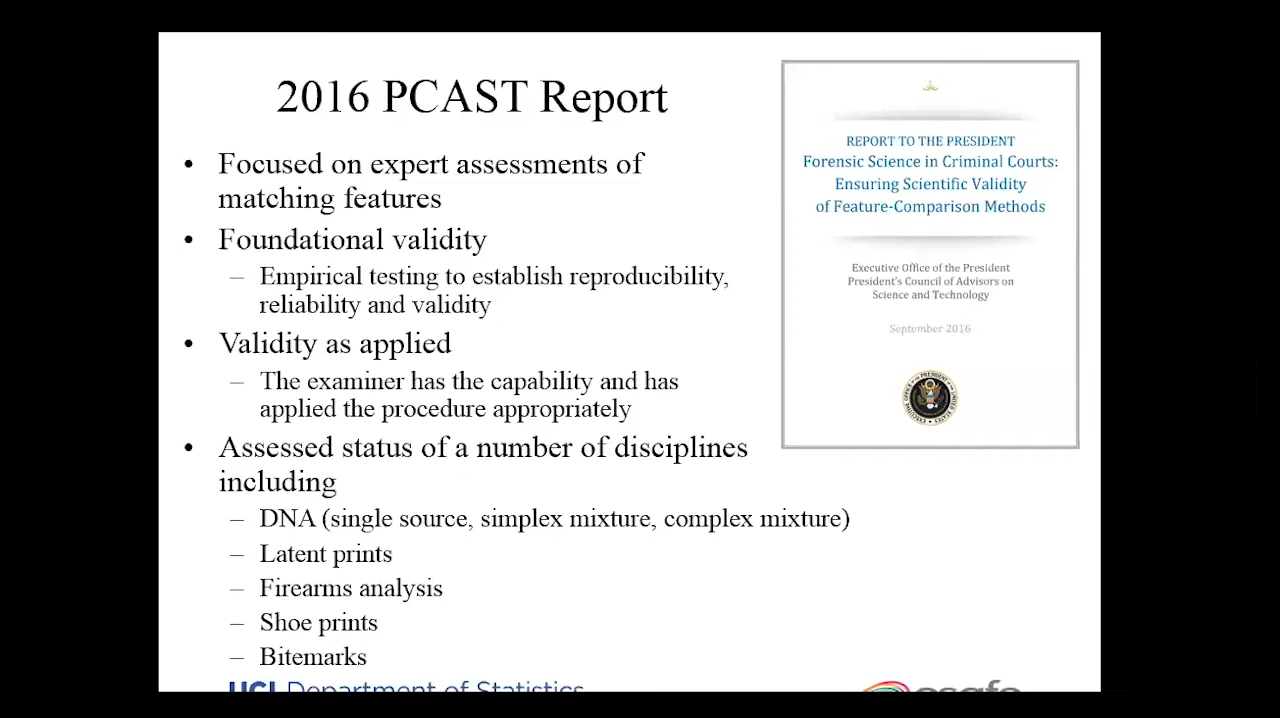 2016 PCAST Report
• Focused on expert assessments of
matching features
• Foundational validity
– Empirical testing to establish reproducibility,
reliability and validity
• Validity as applied
– The examiner has the capability and has
applied the procedure appropriately
• Assessed status of a number of disciplines
including
– DNA (single source, simplex mixture, complex mixture)
– Latent prints
– Firearms analysis
– Shoe prints
– Bitemarks
REPORT TO THE PRESIDENT
Forensic Science in Criminal Courts:
Ensuring Scientific Validity
of Feature-Comparison Methods
Executive Office of the President
President's Council of Advisors on
Science and Technology
September 2016
UCI Department of Statistics
csafe